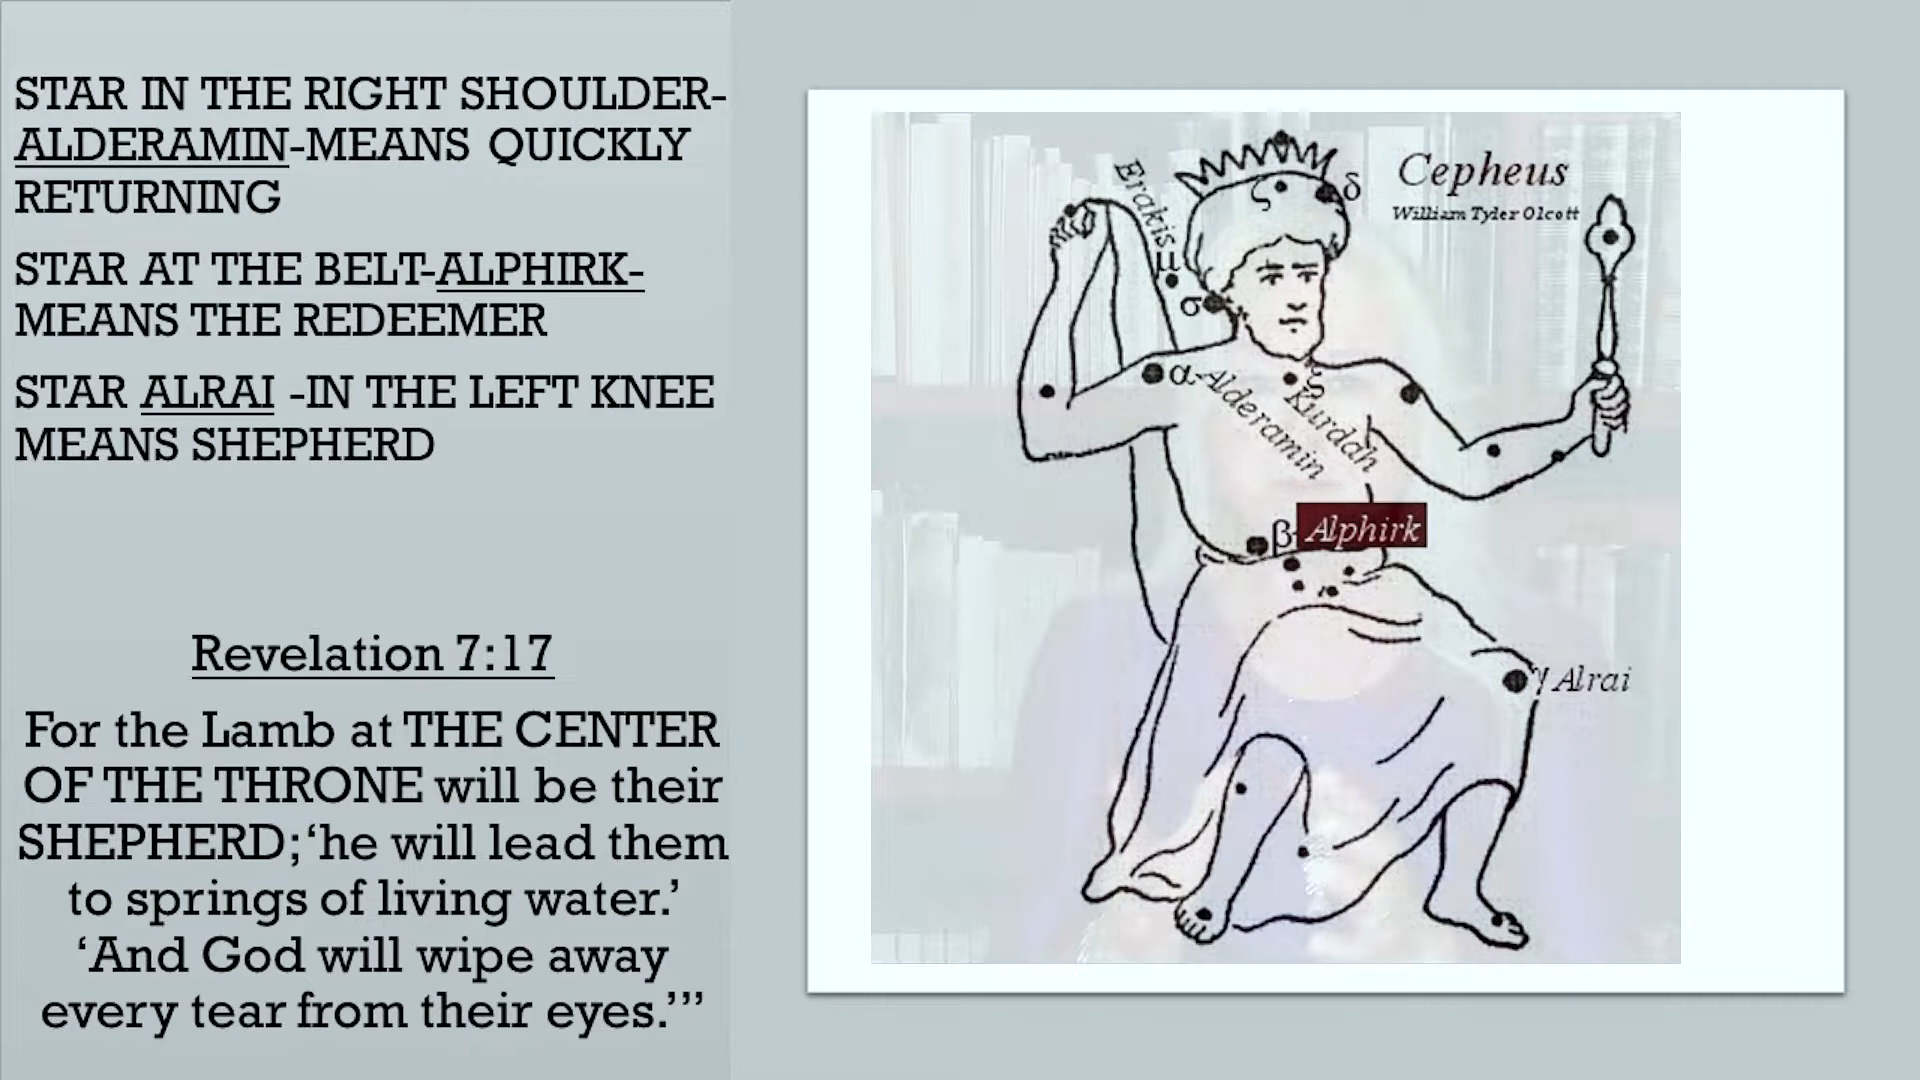 STAR IN THE RIGHT SHOULDER-
ALDERAMIN-MEANS QUICKLY
RETURNING
STAR AT THE BELT-ALPHIRK-
MEANS THE REDEEMER
STAR ALRAI -IN THE LEFT KNEE
MEANS SHEPHERD
Revelation 7:17
For the Lamb at THE CENTER
OF THE THRONE will be their
SHEPHERD; ‘he will lead them
to springs of living water.’
‘And God will wipe away
every tear from their eyes.’”
Cepheus
William Tyler Olcott
Erakis
μ
σ
ζ
δ
α Alderamin
ξ
Kurdah
β Alphirk
γ Alrai